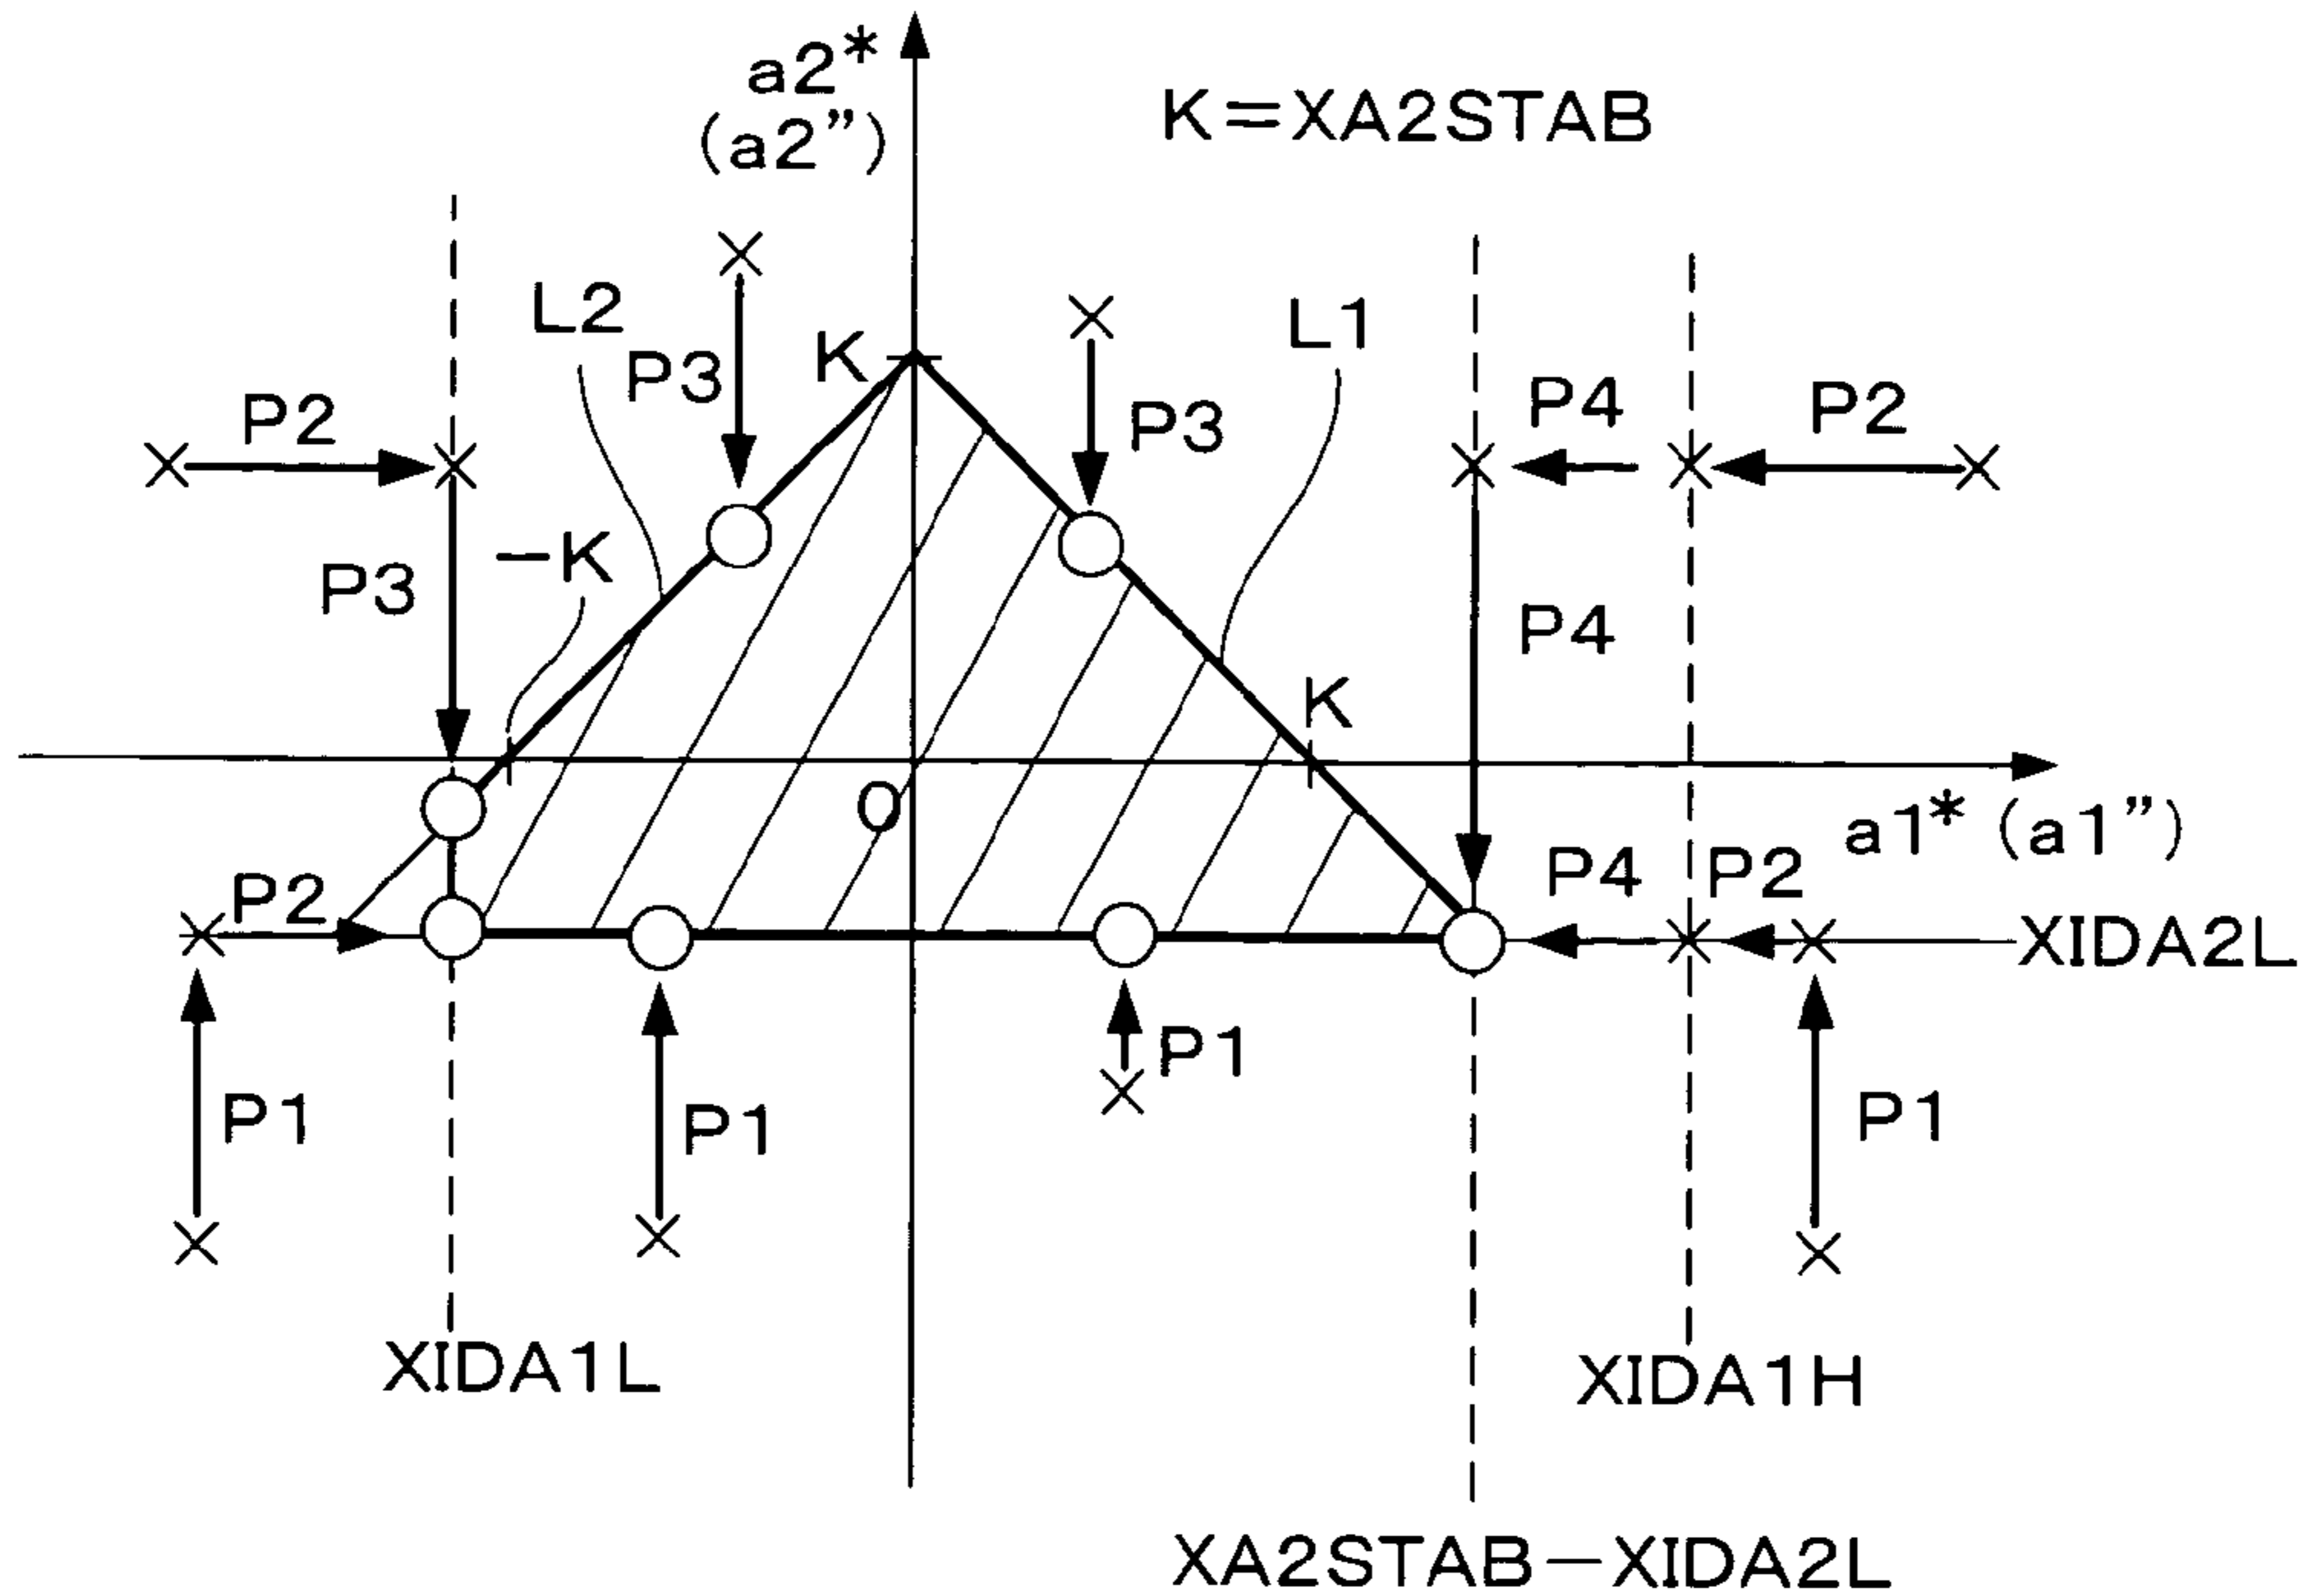 a2*
(a2”)
K=XA2STAB
L2
L1
P3
K
P2
P4
P2
P3
−K
P3
P4
K
0
a1* (a1”)
P2
P4
P2
XIDA2L
P1
P1
P1
P1
XIDA1L
XIDA1H
XA2STAB−XIDA2L